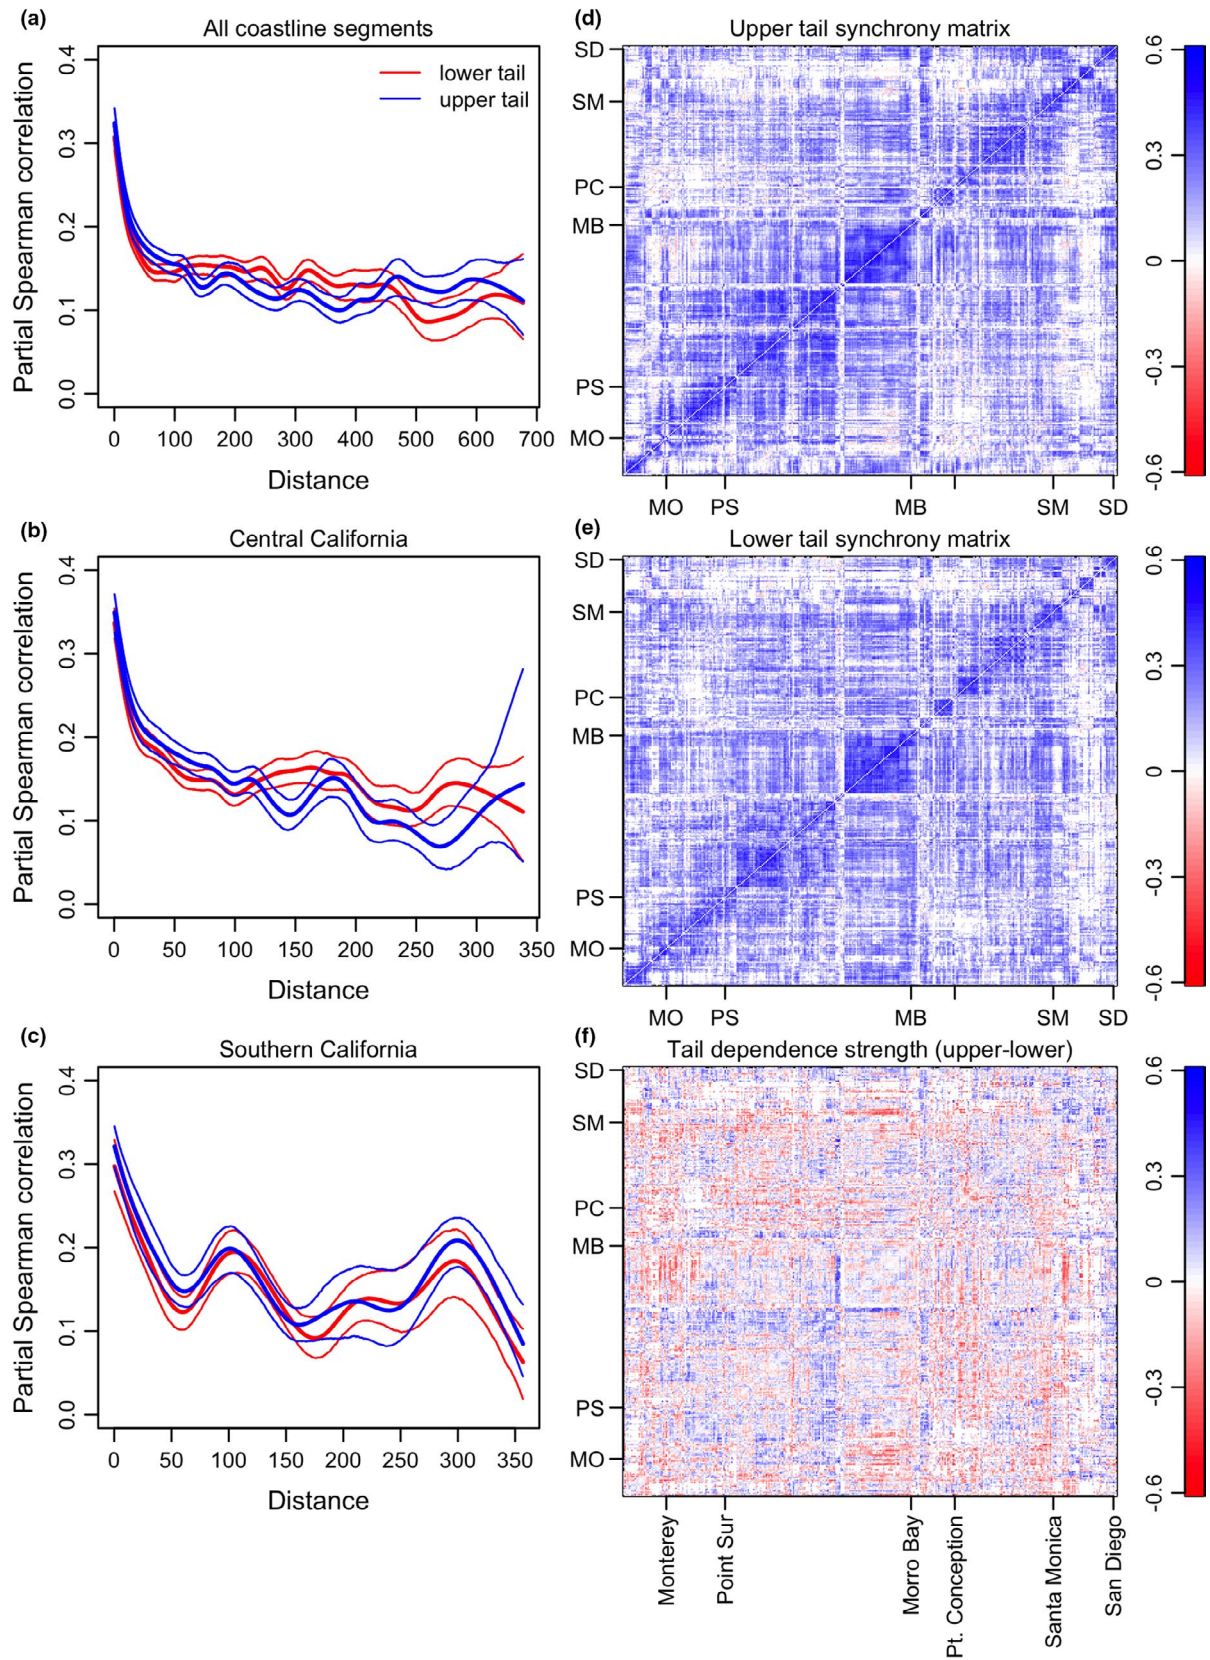 (a)
All coastline segments
lower tail
upper tail
Partial Spearman correlation
0.0 0.1 0.2 0.3 0.4
0 100 200 300 400 500 600 700
Distance
(d)
Upper tail synchrony matrix
SD
SM
PC
MB
PS
MO
MO PS MB SM SD
-0.6 -0.3 0 0.3 0.6
(b)
Central California
Partial Spearman correlation
0.0 0.1 0.2 0.3 0.4
0 50 100 150 200 250 300 350
Distance
(e)
Lower tail synchrony matrix
SD
SM
PC
MB
PS
MO
MO PS MB SM SD
-0.6 -0.3 0 0.3 0.6
(c)
Southern California
Partial Spearman correlation
0.0 0.1 0.2 0.3 0.4
0 50 100 150 200 250 300 350
Distance
(f)
Tail dependence strength (upper-lower)
SD
SM
PC
MB
PS
MO
Monterey
Point Sur
Morro Bay
Pt. Conception
Santa Monica
San Diego
-0.6 -0.3 0 0.3 0.6